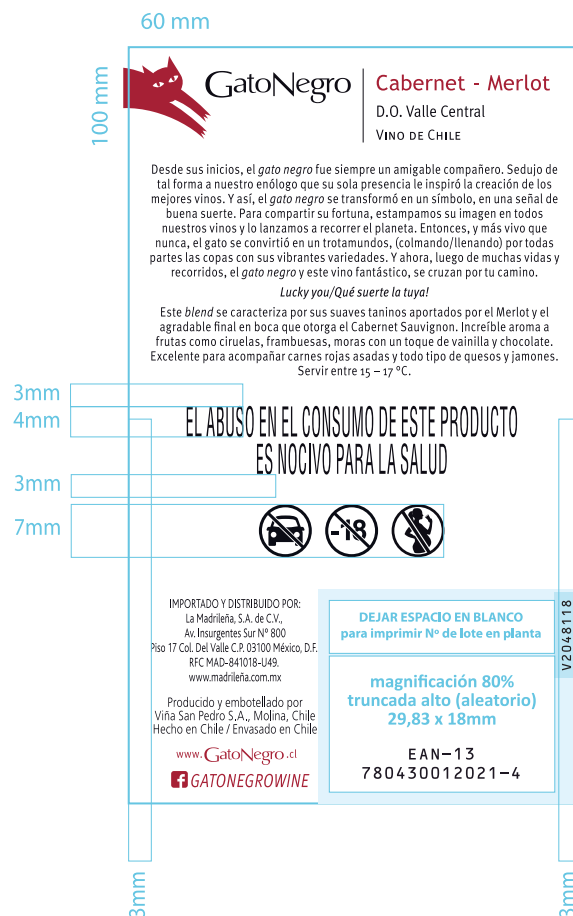 60 mm
100 mm
GatoNegro
Cabernet - Merlot
D.O. Valle Central
VINO DE CHILE
Desde sus inicios, el gato negro fue siempre un amigable compañero. Sedujo de
tal forma a nuestro enólogo que su sola presencia le inspiró la creación de los
mejores vinos. Y así, el gato negro se transformó en un símbolo, en una señal de
buena suerte. Para compartir su fortuna, estampamos su imagen en todos
nuestros vinos y lo lanzamos a recorrer el planeta. Entonces, y más vivo que
nunca, el gato se convirtió en un trotamundos, (colmando/llenando) por todas
partes las copas con sus vibrantes variedades. Y ahora, luego de muchas vidas y
recorridos, el gato negro y este vino fantástico, se cruzan por tu camino.
Lucky you/Qué suerte la tuya!
Este blend se caracteriza por sus suaves taninos aportados por el Merlot y el
agradable final en boca que otorga el Cabernet Sauvignon. Increíble aroma a
frutas como ciruelas, frambuesas, moras con un toque de vainilla y chocolate.
Excelente para acompañar carnes rojas asadas y todo tipo de quesos y jamones.
Servir entre 15 – 17 °C.
3mm
4mm
EL ABUSO EN EL CONSUMO DE ESTE PRODUCTO
ES NOCIVO PARA LA SALUD
3mm
7mm
-18
IMPORTADO Y DISTRIBUIDO POR:
La Madrileña, S.A. de C.V.,
Av. Insurgentes Sur Nº 800
Piso 17 Col. Del Valle C.P. 03100 México, D.F.
RFC MAD-841018-U49.
www.madrileña.com.mx
Producido y embotellado por
Viña San Pedro S.A., Molina, Chile
Hecho en Chile / Envasado en Chile
www.GatoNegro.cl
GATONEGROWINE
DEJAR ESPACIO EN BLANCO
para imprimir Nº de lote en planta
V2048118
magnificación 80%
truncada alto (aleatorio)
29,83 x 18mm
EAN-13
780430012021-4
3mm
3mm